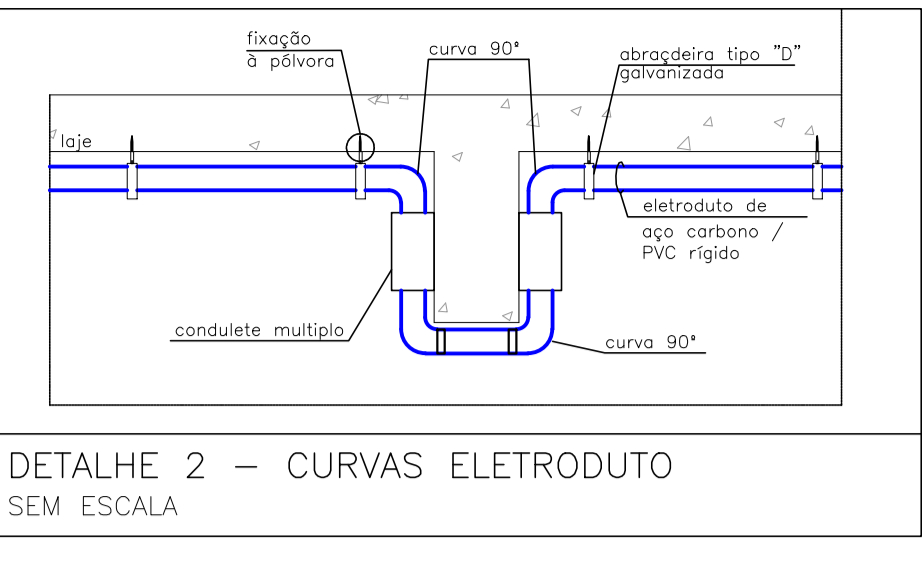 fixação
à pólvora
curva 90°
abraçdeira tipo "D"
galvanizada
laje
eletroduto de
aço carbono /
PVC rígido
condulete multiplo
curva 90°
DETALHE 2 – CURVAS ELETRODUTO
SEM ESCALA